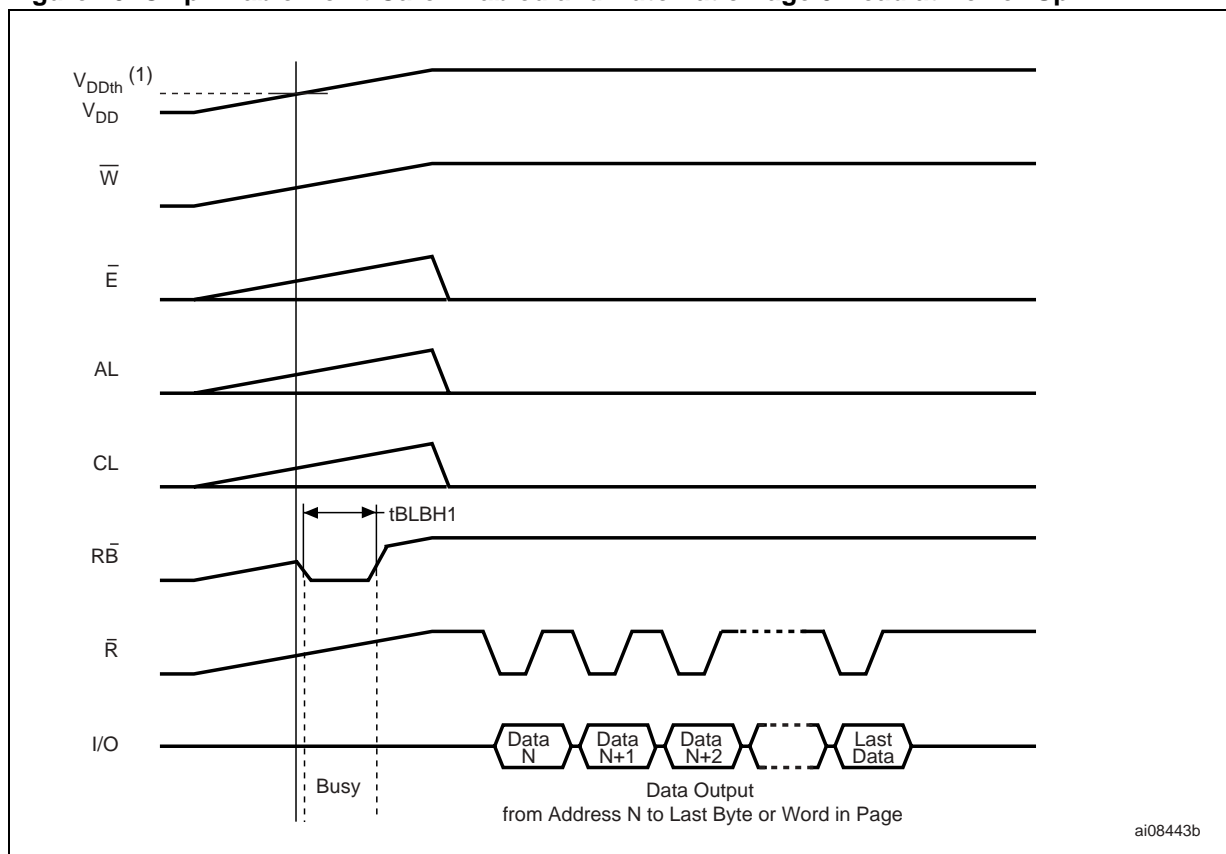 V_DDth (1)
V_DD
W̅
E̅
AL
CL
tBLBH1
RB̅
R̅
I/O
Data N
Data N+1
Data N+2
Last Data
Busy
Data Output
from Address N to Last Byte or Word in Page
ai08443b